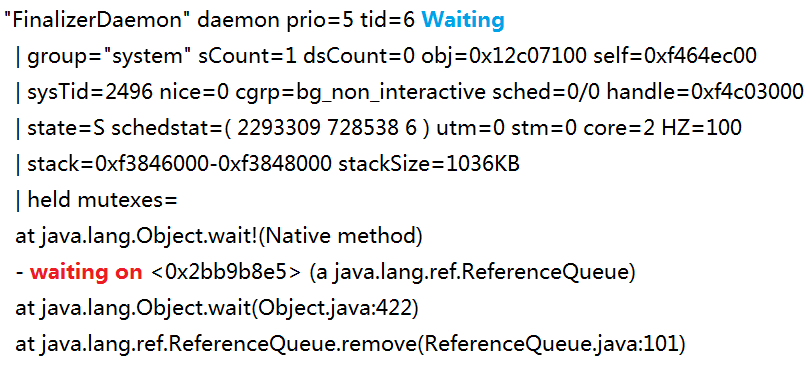 "FinalizerDaemon" daemon prio=5 tid=6 Waiting
| group="system" sCount=1 dsCount=0 obj=0x12c07100 self=0xf464ec00
| sysTid=2496 nice=0 cgrp=bg_non_interactive sched=0/0 handle=0xf4c03000
| state=S schedstat=( 2293309 728538 6 ) utm=0 stm=0 core=2 HZ=100
| stack=0xf3846000-0xf3848000 stackSize=1036KB
| held mutexes=
at java.lang.Object.wait!(Native method)
- waiting on <0x2bb9b8e5> (a java.lang.ref.ReferenceQueue)
at java.lang.Object.wait(Object.java:422)
at java.lang.ref.ReferenceQueue.remove(ReferenceQueue.java:101)